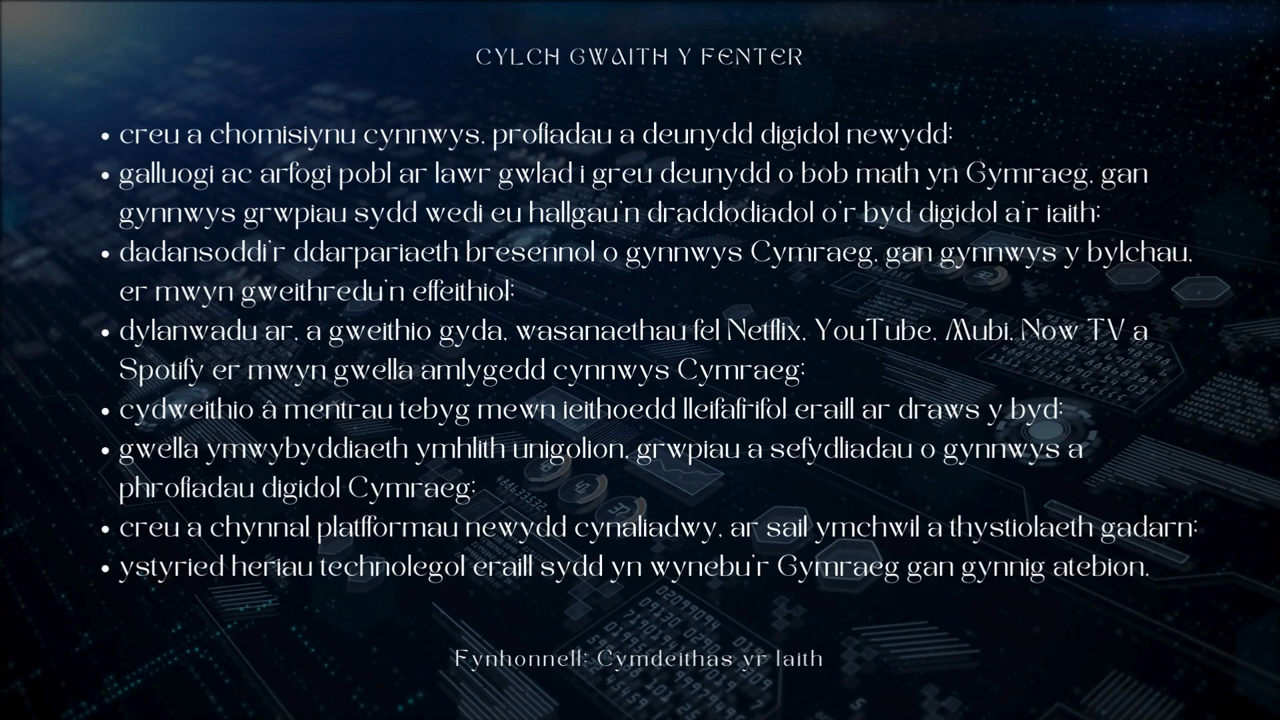 CYLCH GWAITH Y FENTER
• creu a chomisiynu cynnwys, profiadau a deunydd digidol newydd;
• galluogi ac arfogi pobl ar lawr gwlad i greu deunydd o bob math yn Gymraeg, gan
gynnwys grwpiau sydd wedi eu hallgau'n draddodiadol o'r byd digidol a'r iaith;
• dadansoddi'r ddarpariaeth bresennol o gynnwys Cymraeg, gan gynnwys y bylchau,
er mwyn gweithredu'n effeithiol;
• dylanwadu ar, a gweithio gyda, wasanaethau fel Netflix, YouTube, Mubi, Now TV a
Spotify er mwyn gwella amlygedd cynnwys Cymraeg;
• cydweithio â mentrau tebyg mewn ieithoedd lleifafrifol eraill ar draws y byd;
• gwella ymwybyddiaeth ymhlith unigolion, grwpiau a sefydliadau o gynnwys a
phrofiadau digidol Cymraeg;
• creu a chynnal platfformau newydd cynaliadwy, ar sail ymchwil a thystiolaeth gadarn;
• ystyried heriau technolegol eraill sydd yn wynebu'r Gymraeg gan gynnig atebion.
Fynhonnell: Cymdeithas yr Iaith